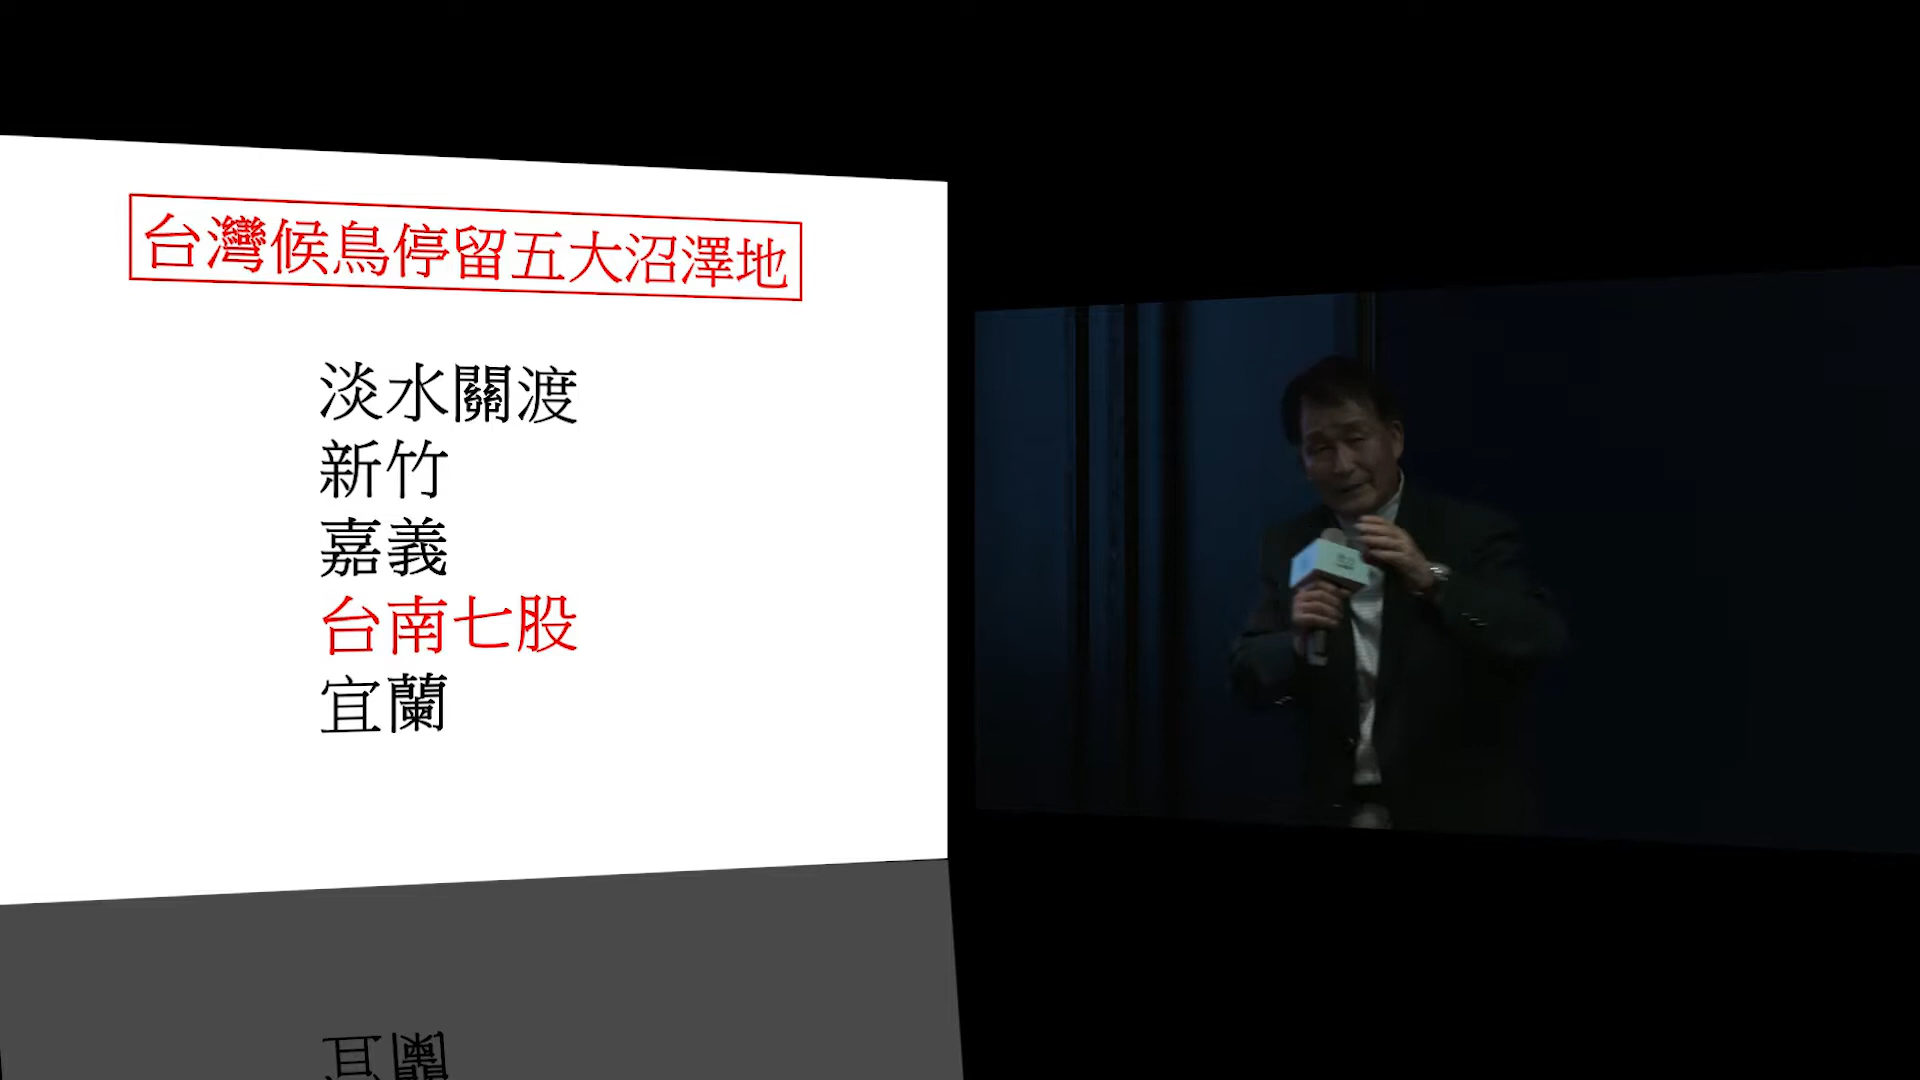 台灣候鳥停留五大沼澤地
淡水關渡
新竹
嘉義
台南七股
宜蘭